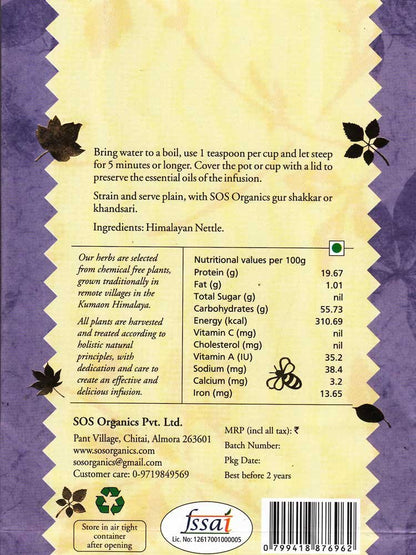 Bring water to a boil, use 1 teaspoon per cup and let steep
for 5 minutes or longer. Cover the pot or cup with a lid to
preserve the essential oils of the infusion.
Strain and serve plain, with SOS Organics gur shakkar or
khandsari.
Ingredients: Himalayan Nettle.
Our herbs are selected
from chemical free plants,
grown traditionally in
remote villages in the
Kumaon Himalaya.
All plants are harvested
and treated according to
holistic natural
principles, with
dedication and care to
create an effective and
delicious infusion.
Nutritional values per 100g
Protein (g) 19.67
Fat (g) 1.01
Total Sugar (g) nil
Carbohydrates (g) 55.73
Energy (kcal) 310.69
Vitamin C (mg) nil
Cholesterol (mg) nil
Vitamin A (IU) 35.2
Sodium (mg) 38.4
Calcium (mg) 3.2
Iron (mg) 13.65
SOS Organics Pvt. Ltd.
Pant Village, Chitai, Almora 263601
www.sosorganics.com
sosorganics@gmail.com
Customer care: 0-9719849569
MRP (incl all tax): ₹
Batch Number:
Pkg Date:
Best before 2 years
Store in air tight
container
after opening
fssai
Lic. No: 12617001000005
0 799418 876962